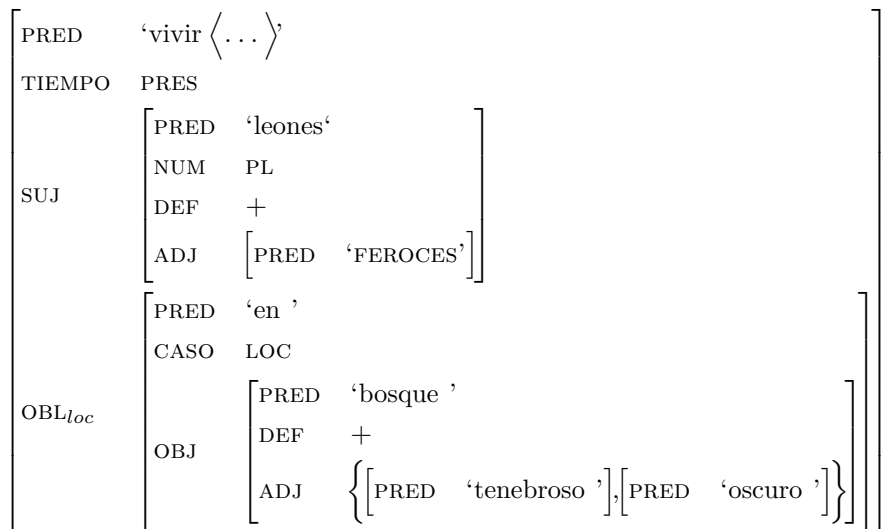 PRED ‘vivir ⟨...⟩’
TIEMPO PRES
SUJ
PRED ‘leones‘
NUM PL
DEF +
ADJ [PRED ‘FEROCES’]
OBL_loc
PRED ‘en ’
CASO LOC
OBJ
PRED ‘bosque ’
DEF +
ADJ {[PRED ‘tenebroso ’],[PRED ‘oscuro ’]}